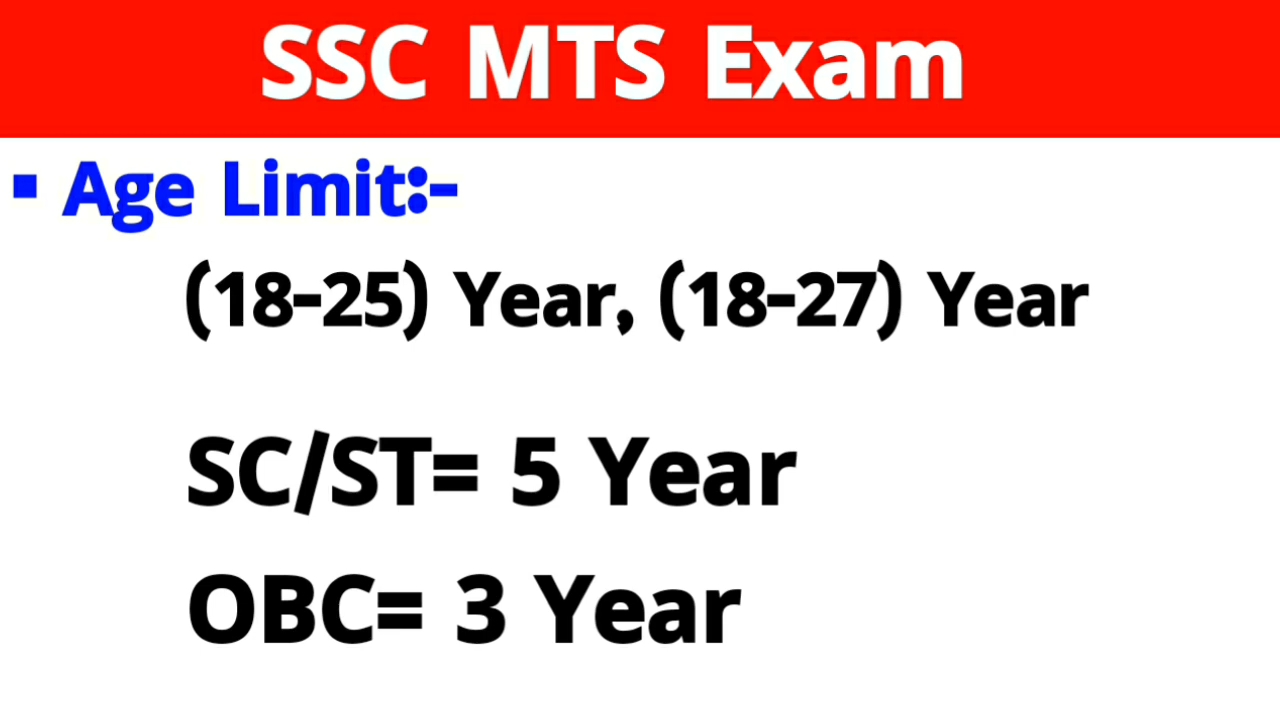 SSC MTS Exam
▪ Age Limit:-
(18-25) Year, (18-27) Year
SC/ST= 5 Year
OBC= 3 Year